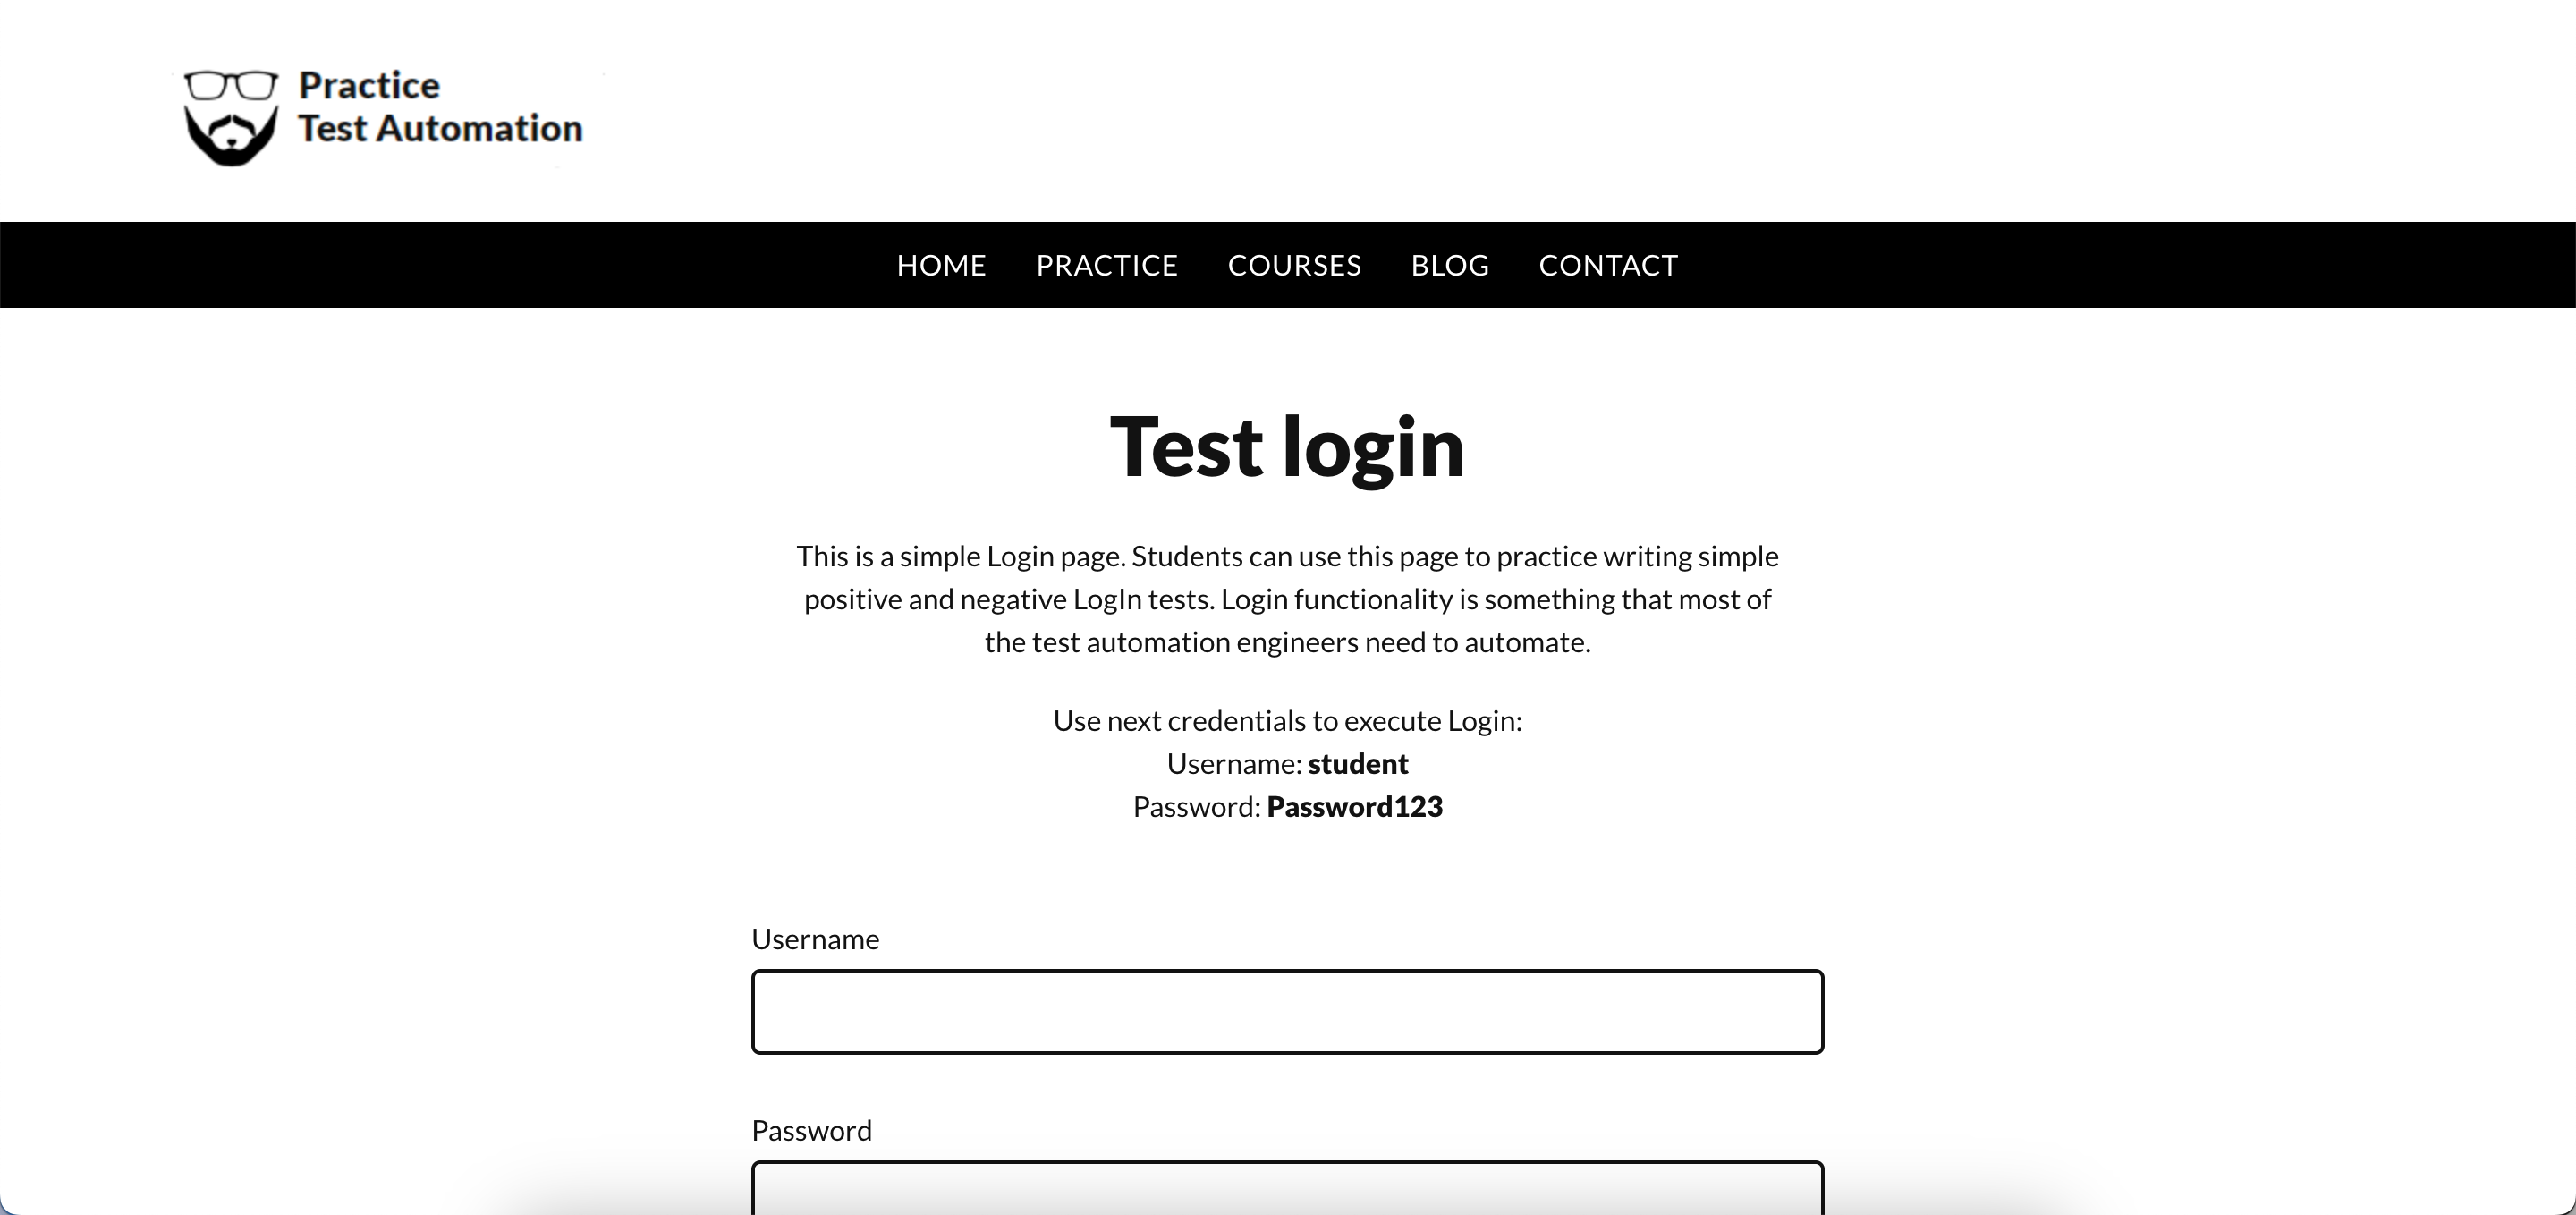 Practice
Test Automation
HOME PRACTICE COURSES BLOG CONTACT
Test login
This is a simple Login page. Students can use this page to practice writing simple
positive and negative LogIn tests. Login functionality is something that most of
the test automation engineers need to automate.
Use next credentials to execute Login:
Username: student
Password: Password123
Username
Password